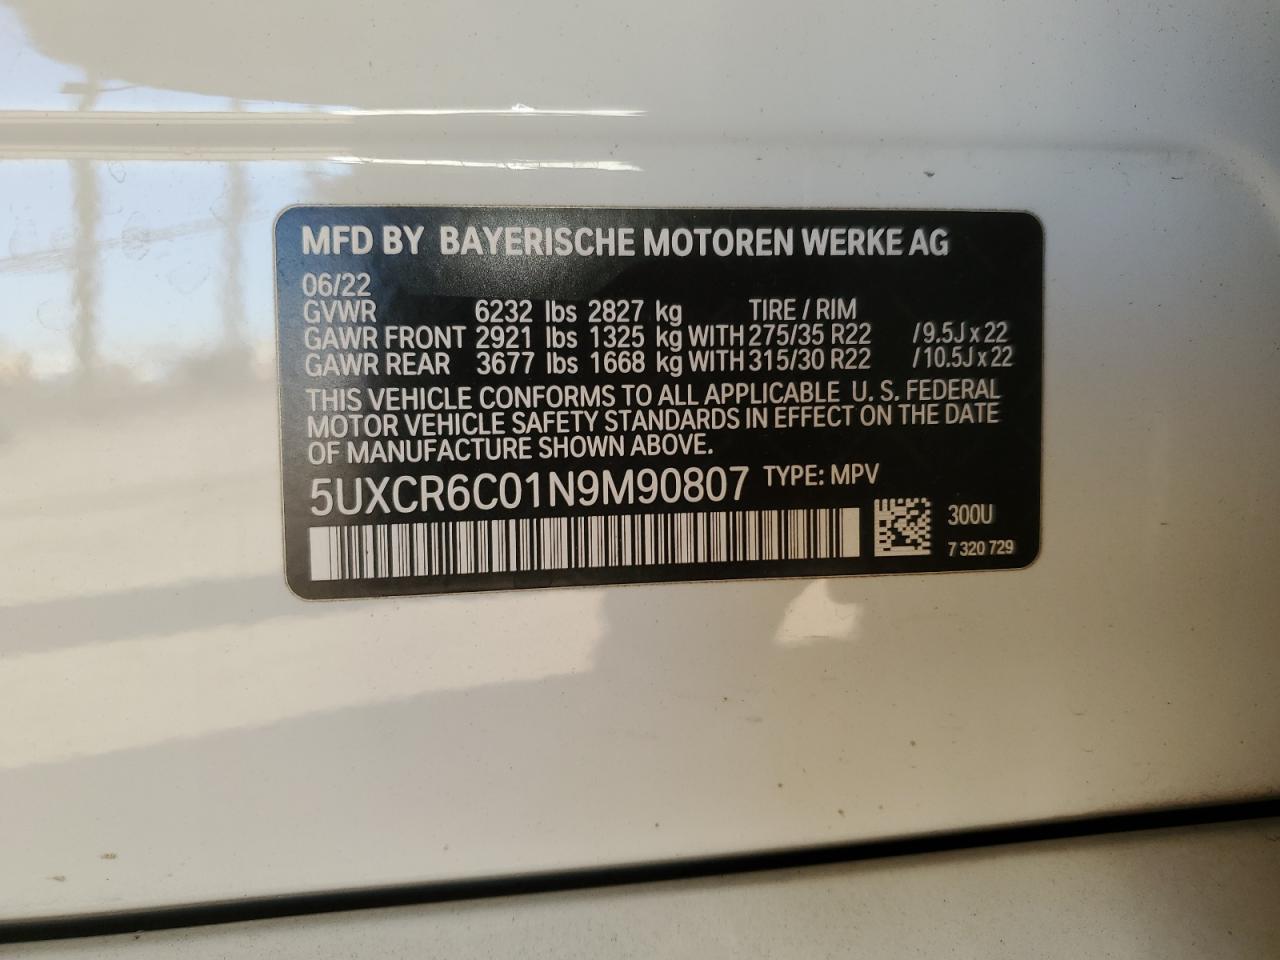 MFD BY BAYERISCHE MOTOREN WERKE AG
06/22
GVWR 6232 lbs 2827 kg TIRE / RIM
GAWR FRONT 2921 lbs 1325 kg WITH 275/35 R22 / 9.5J x 22
GAWR REAR 3677 lbs 1668 kg WITH 315/30 R22 / 10.5J x 22
THIS VEHICLE CONFORMS TO ALL APPLICABLE U. S. FEDERAL
MOTOR VEHICLE SAFETY STANDARDS IN EFFECT ON THE DATE
OF MANUFACTURE SHOWN ABOVE.
5UXCR6C01N9M90807 TYPE: MPV
300U
7 320 729